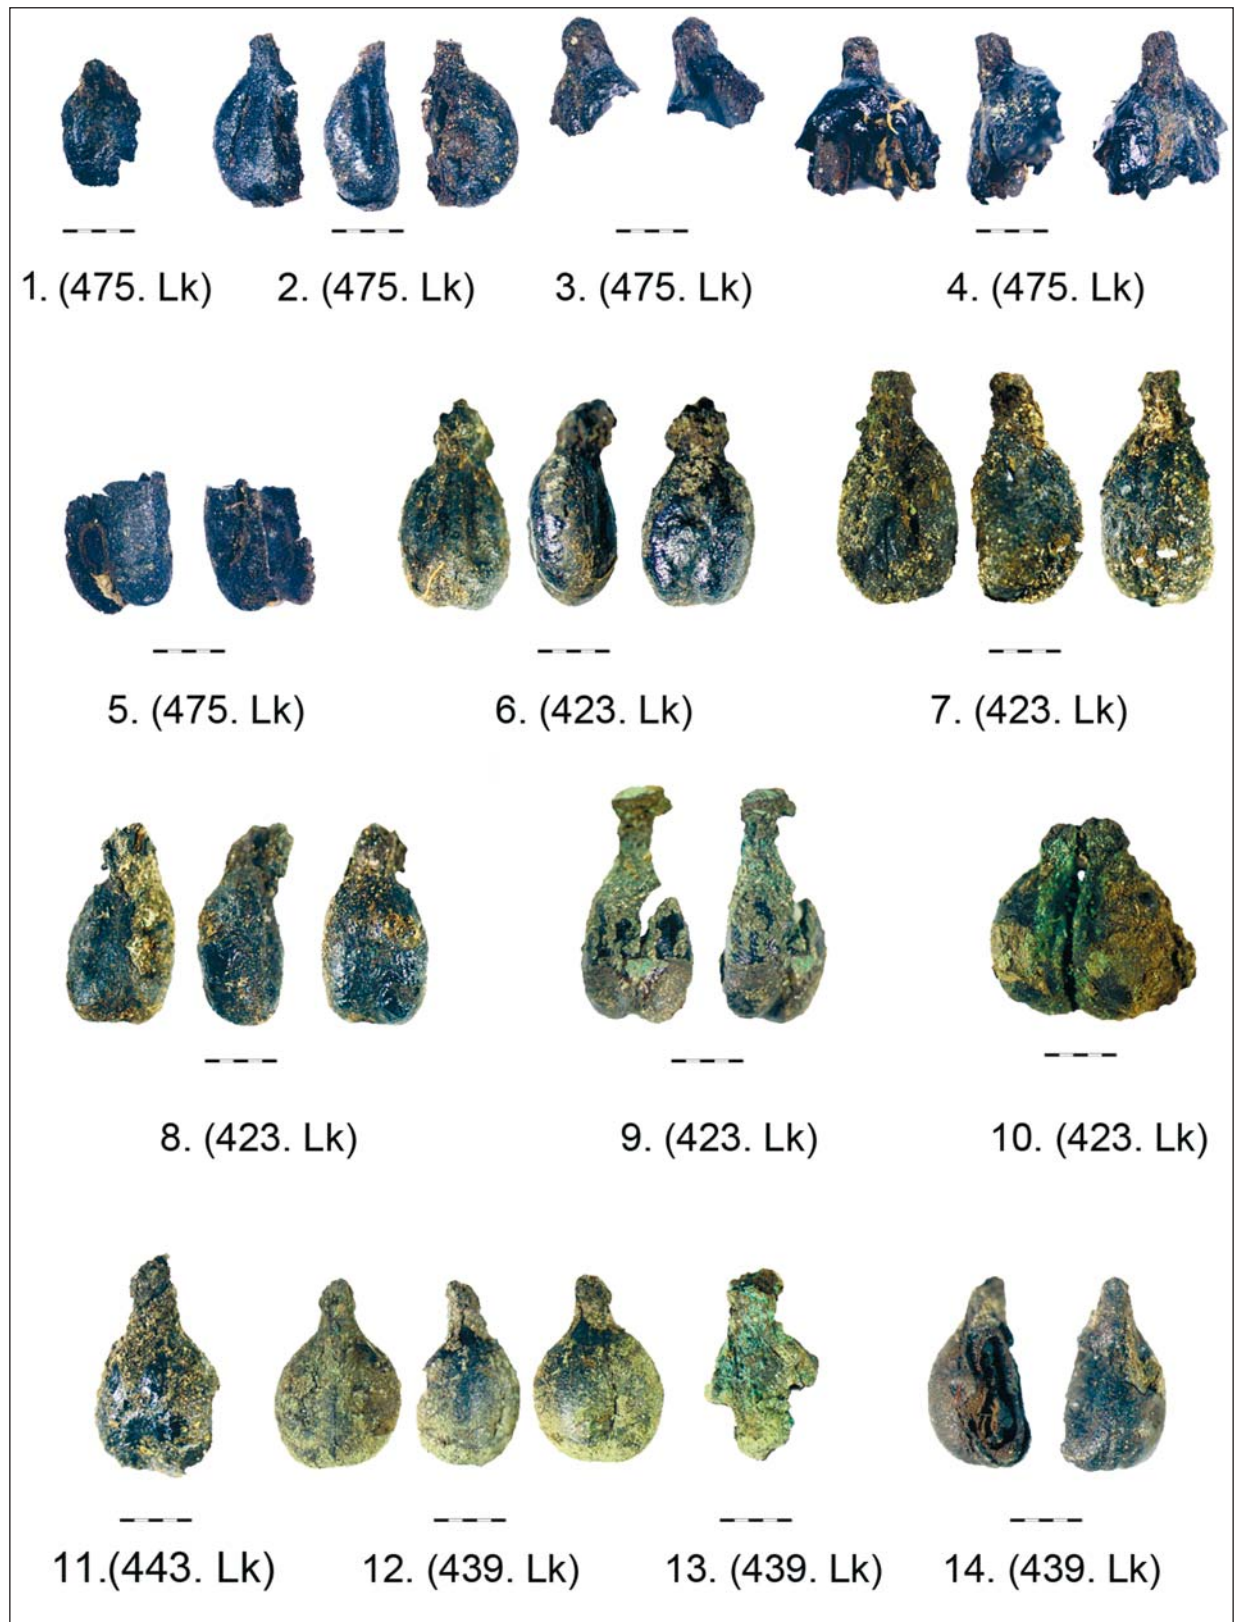 1. (475. Lk) 2. (475. Lk) 3. (475. Lk) 4. (475. Lk)
5. (475. Lk) 6. (423. Lk) 7. (423. Lk)
8. (423. Lk) 9. (423. Lk) 10. (423. Lk)
11.(443. Lk) 12. (439. Lk) 13. (439. Lk) 14. (439. Lk)